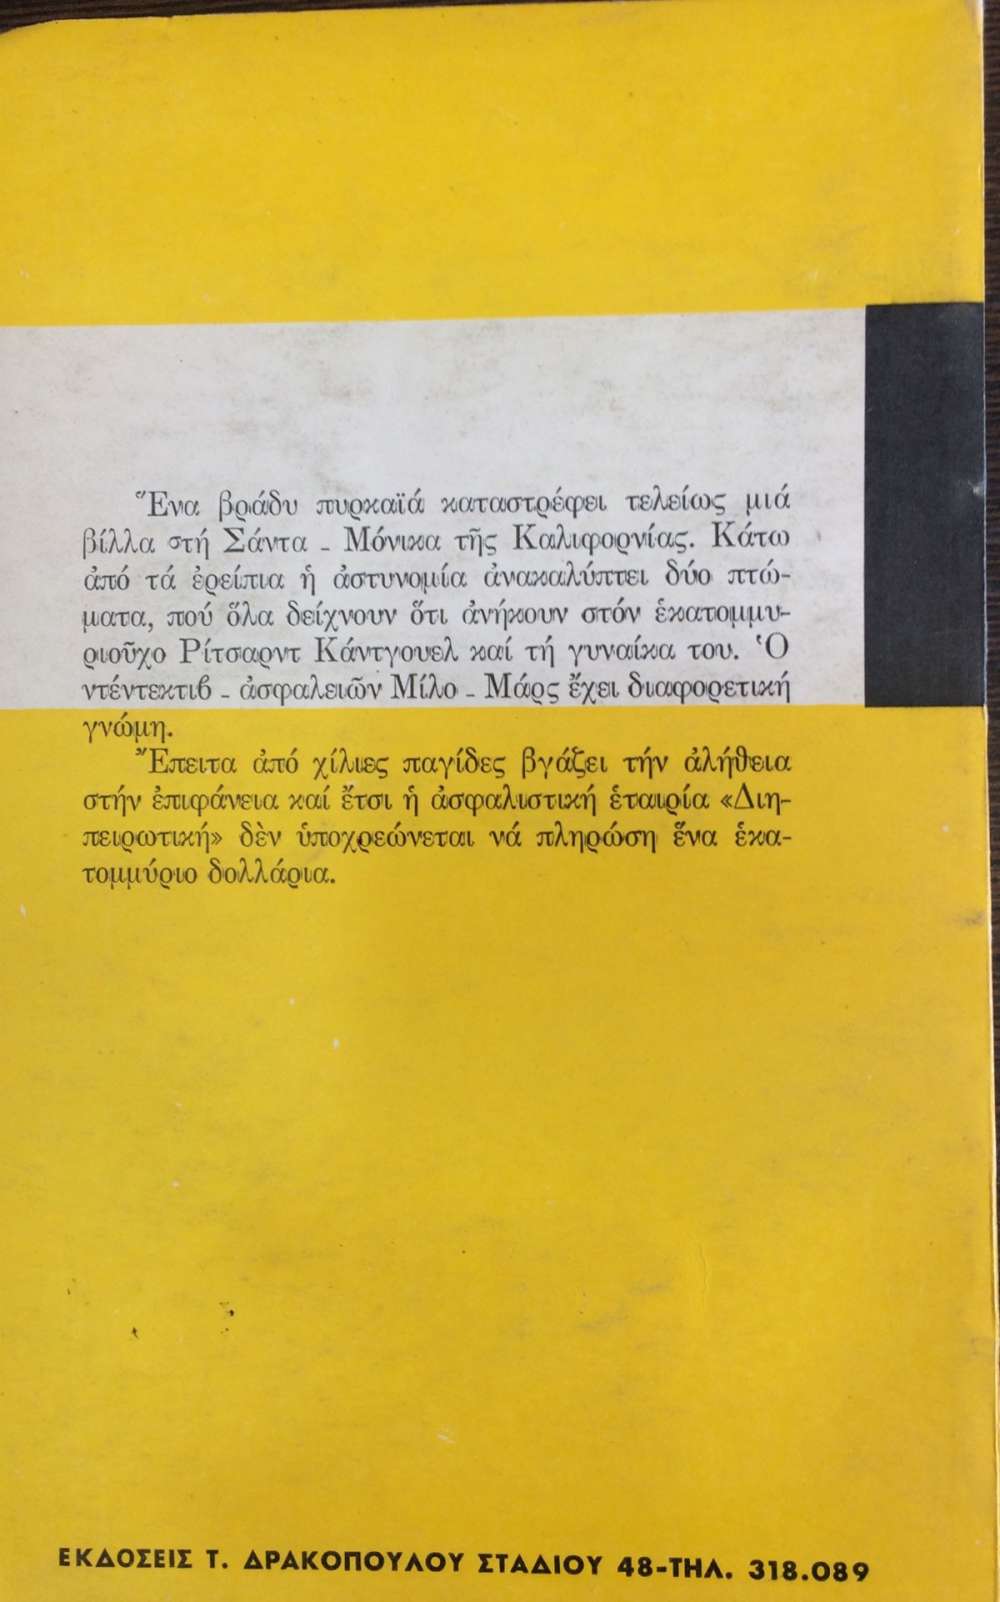 Ἕνα βράδυ πυρκαϊά καταστρέφει τελείως μιά
βίλλα στή Σάντα - Μόνικα τῆς Καλιφορνίας. Κάτω
ἀπό τά ἐρείπια ἡ ἀστυνομία ἀνακαλύπτει δύο πτώ-
ματα, πού ὅλα δείχνουν ὅτι ἀνήκουν στόν ἑκατομμυ-
ριοῦχο Ρίτσαρντ Κάντγουελ καί τή γυναίκα του. Ὁ
ντέντεκτιβ - ἀσφαλειῶν Μίλο - Μάρς ἔχει διαφορετική
γνώμη.
Ἔπειτα ἀπό χίλιες παγίδες βγάζει τήν ἀλήθεια
στήν ἐπιφάνεια καί ἔτσι ἡ ἀσφαλιστική ἑταιρία «Διη-
πειρωτική» δὲν ὑποχρεώνεται νά πληρώση ἕνα ἑκα-
τομμύριο δολλάρια.
ΕΚΔΟΣΕΙΣ Τ. ΔΡΑΚΟΠΟΥΛΟΥ ΣΤΑΔΙΟΥ 48-ΤΗΛ. 318.089